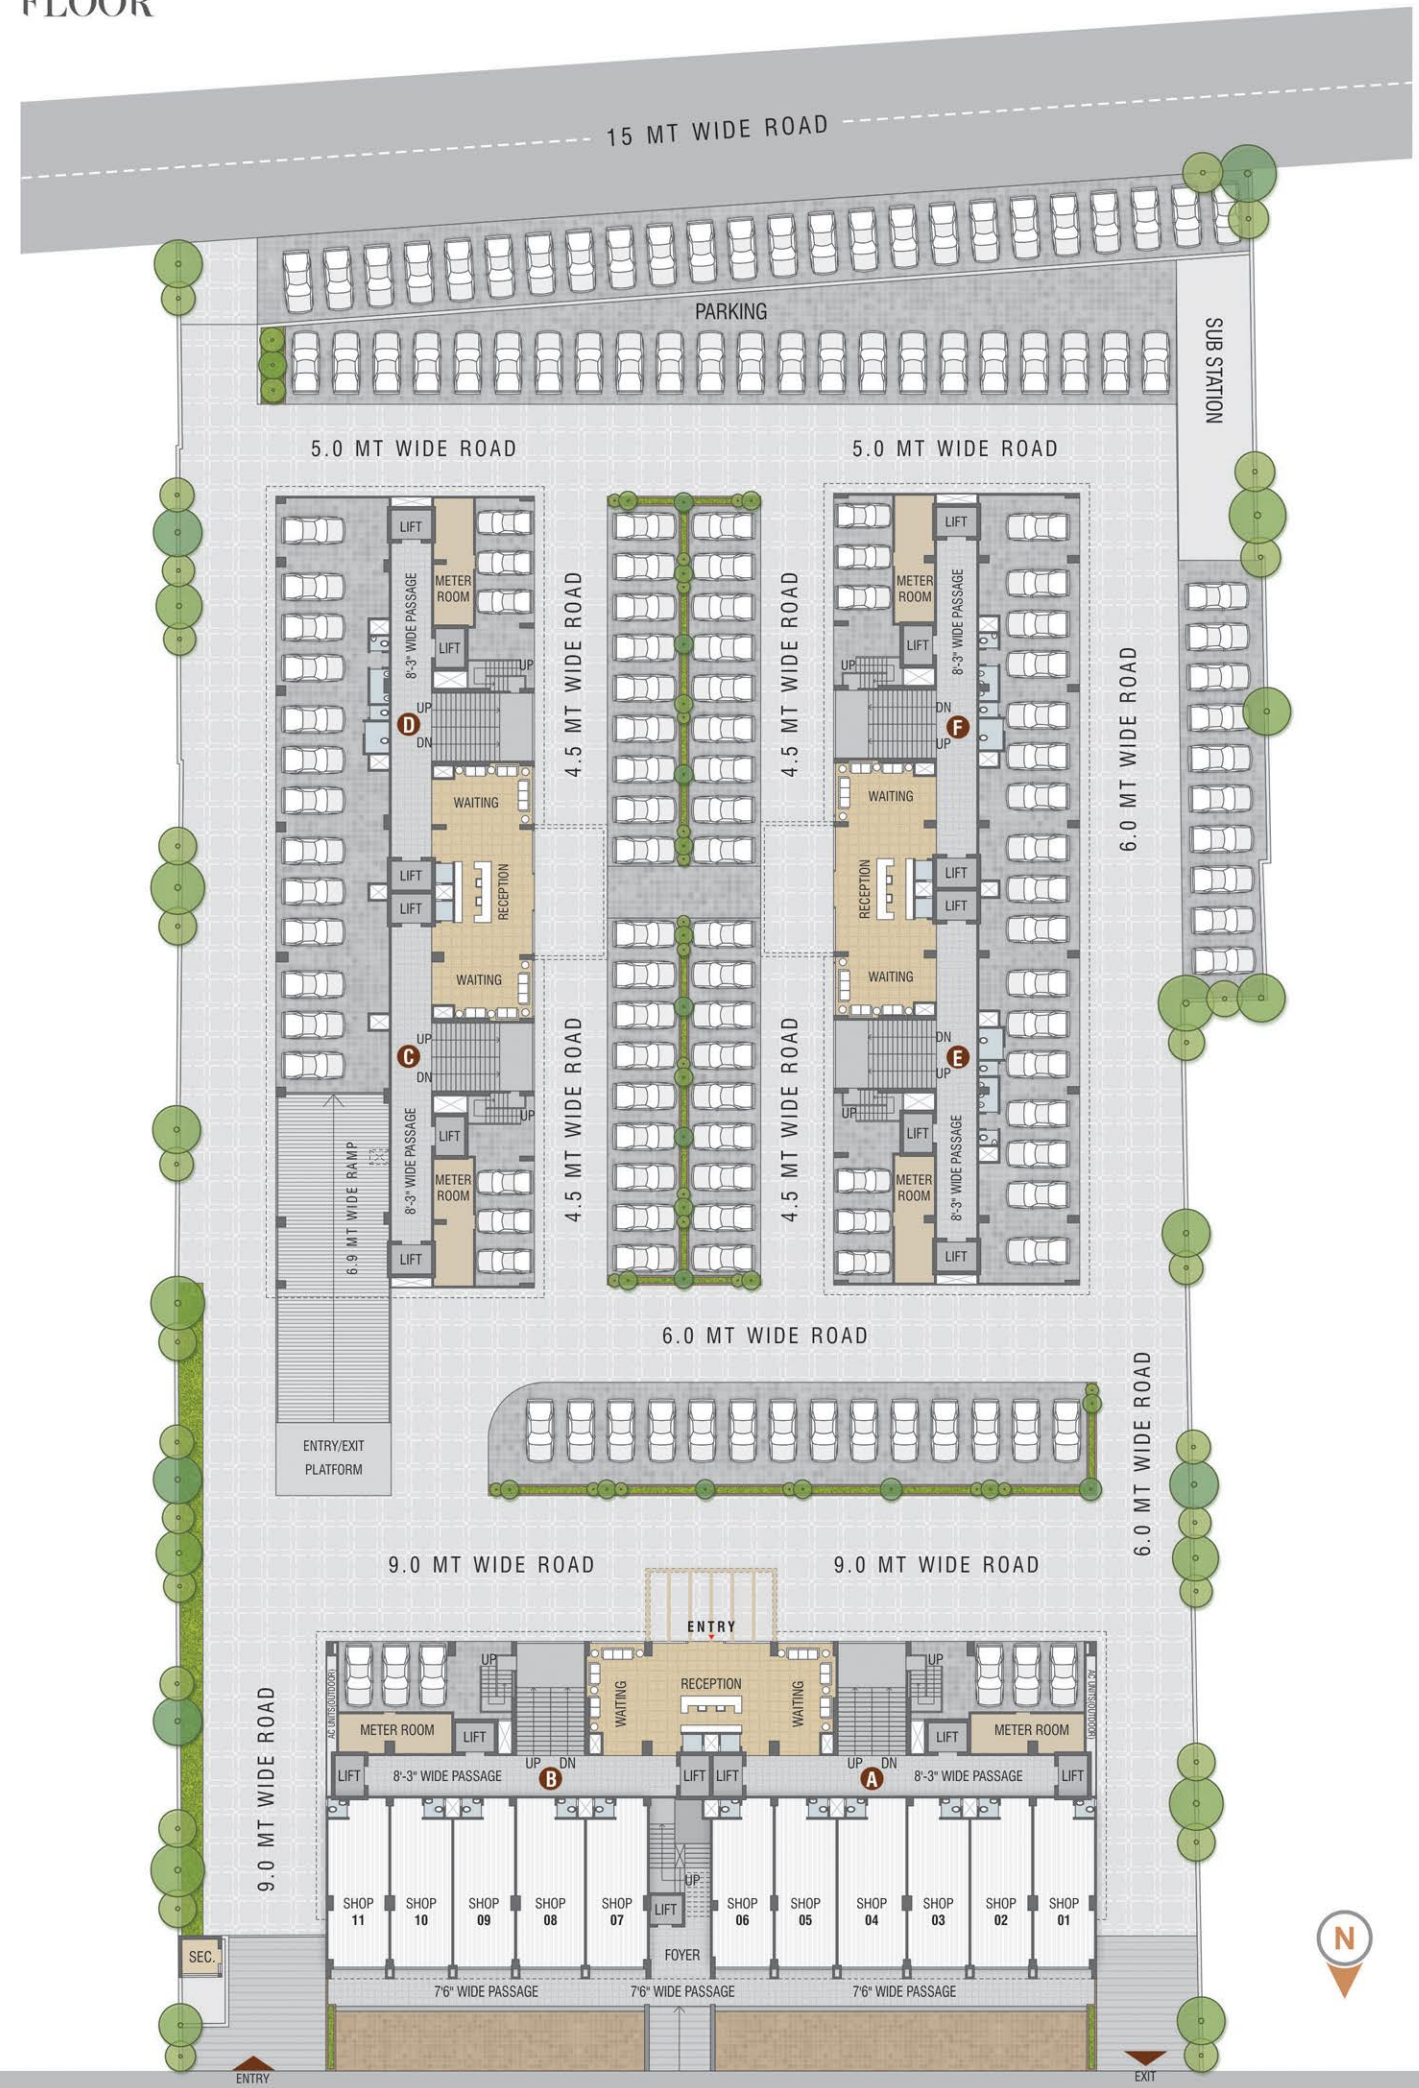 FLOOR
15 MT WIDE ROAD
PARKING
SUB STATION
5.0 MT WIDE ROAD
5.0 MT WIDE ROAD
LIFT
8'-3" WIDE PASSAGE
METER
ROOM
LIFT
UP
UP
D
DN
WAITING
LIFT
RECEPTION
LIFT
WAITING
UP
C
DN
UP
LIFT
8'-3" WIDE PASSAGE
METER
ROOM
LIFT
6.9 MT WIDE RAMP
ENTRY/EXIT
PLATFORM
4.5 MT WIDE ROAD
4.5 MT WIDE ROAD
4.5 MT WIDE ROAD
4.5 MT WIDE ROAD
LIFT
METER
ROOM
8'-3" WIDE PASSAGE
LIFT
UP
DN
F
UP
WAITING
RECEPTION
LIFT
LIFT
WAITING
DN
E
UP
UP
LIFT
METER
ROOM
8'-3" WIDE PASSAGE
LIFT
6.0 MT WIDE ROAD
6.0 MT WIDE ROAD
6.0 MT WIDE ROAD
9.0 MT WIDE ROAD
9.0 MT WIDE ROAD
ENTRY
9.0 MT WIDE ROAD
AC UNITS(OUTDOOR)
UP
METER ROOM
LIFT
WAITING
RECEPTION
WAITING
UP
LIFT
METER ROOM
AC UNITS(OUTDOOR)
LIFT
8'-3" WIDE PASSAGE
UP DN
B
LIFT
LIFT
UP DN
A
8'-3" WIDE PASSAGE
LIFT
SHOP
11
SHOP
10
SHOP
09
SHOP
08
SHOP
07
UP
LIFT
FOYER
SHOP
06
SHOP
05
SHOP
04
SHOP
03
SHOP
02
SHOP
01
SEC.
7'6" WIDE PASSAGE
7'6" WIDE PASSAGE
7'6" WIDE PASSAGE
N
ENTRY
EXIT